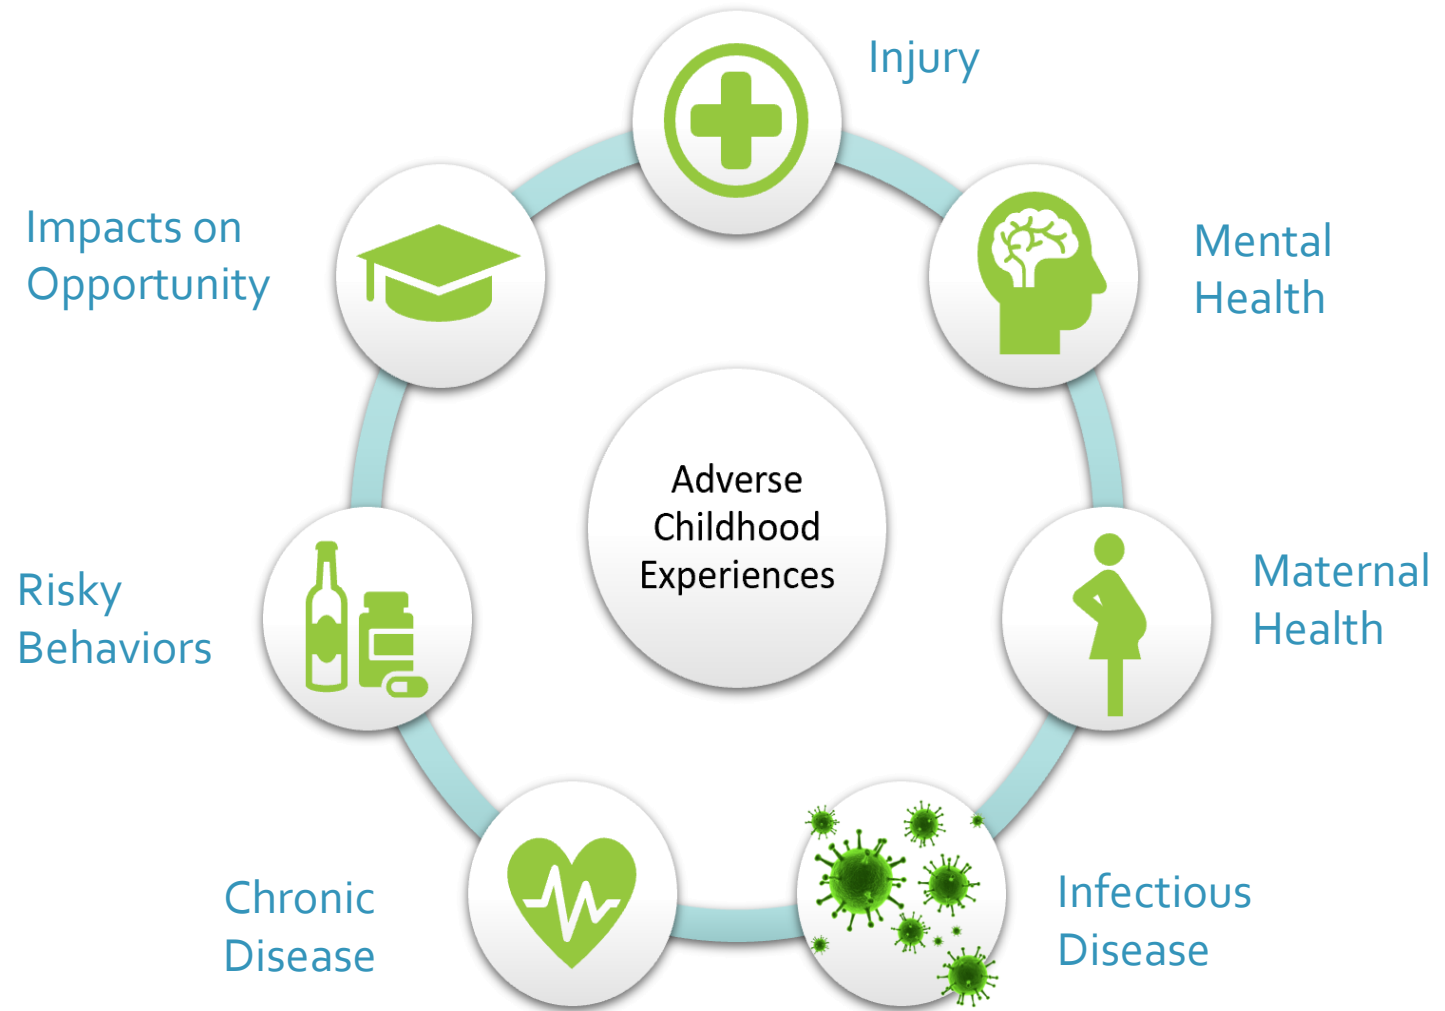 Injury
Mental
Health
Maternal
Health
Infectious
Disease
Chronic
Disease
Risky
Behaviors
Impacts on
Opportunity
Adverse
Childhood
Experiences